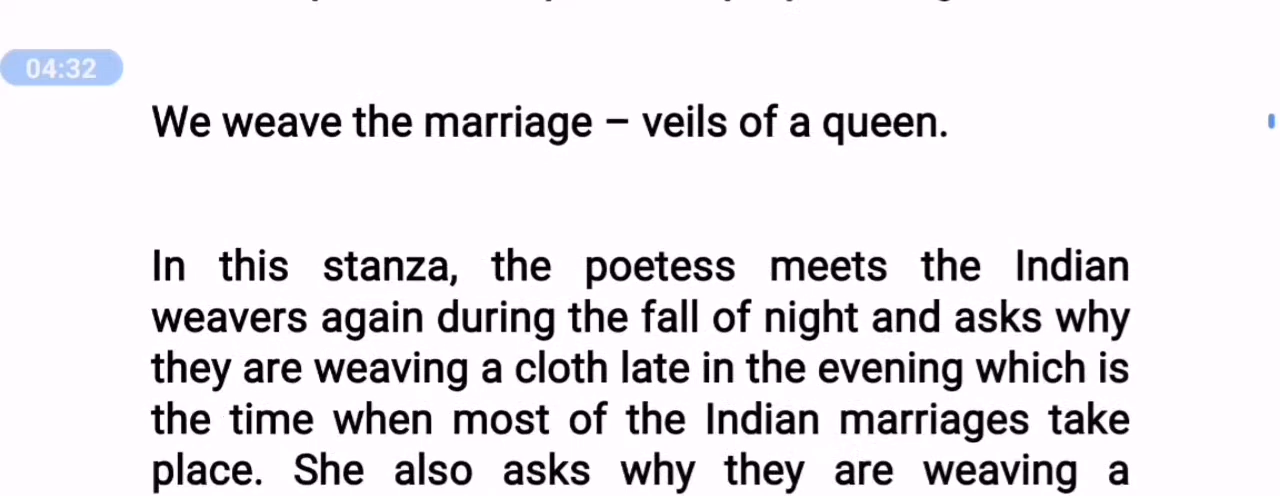 04:32
We weave the marriage – veils of a queen.
In this stanza, the poetess meets the Indian
weavers again during the fall of night and asks why
they are weaving a cloth late in the evening which is
the time when most of the Indian marriages take
place. She also asks why they are weaving a